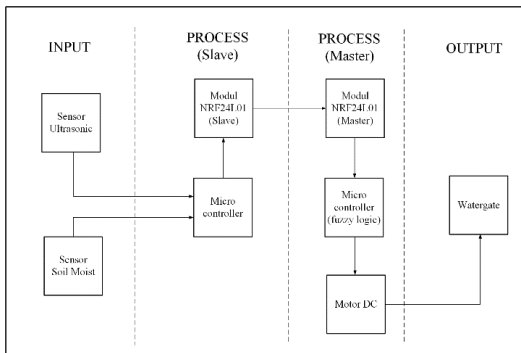 INPUT
PROCESS
(Slave)
PROCESS
(Master)
OUTPUT
Sensor
Ultrasonic
Sensor
Soil Moist
Modul
NRF24L01
(Slave)
Micro
controller
Modul
NRF24L01
(Master)
Micro
controller
(fuzzy logic)
Motor DC
Watergate